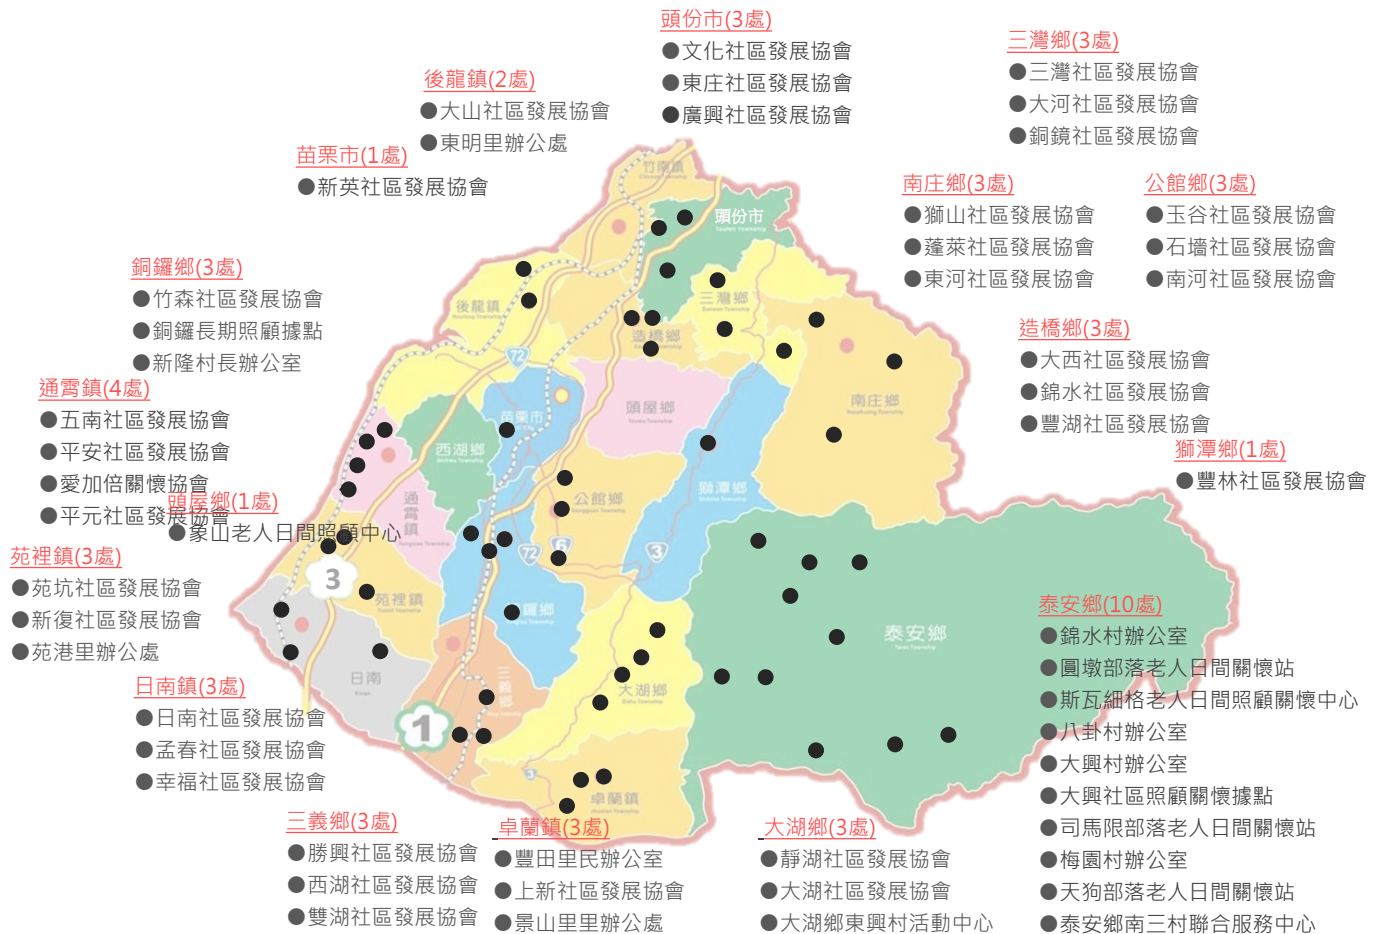 頭份市(3處)
●文化社區發展協會
●東庄社區發展協會
●廣興社區發展協會
三灣鄉(3處)
●三灣社區發展協會
●大河社區發展協會
●銅鏡社區發展協會
後龍鎮(2處)
●大山社區發展協會
●東明里辦公處
苗栗市(1處)
●新英社區發展協會
南庄鄉(3處)
●獅山社區發展協會
●蓬萊社區發展協會
●東河社區發展協會
公館鄉(3處)
●玉谷社區發展協會
●石墻社區發展協會
●南河社區發展協會
銅鑼鄉(3處)
●竹森社區發展協會
●銅鑼長期照顧據點
●新隆村長辦公室
造橋鄉(3處)
●大西社區發展協會
●錦水社區發展協會
●豐湖社區發展協會
通霄鎮(4處)
●五南社區發展協會
●平安社區發展協會
●愛加倍關懷協會
●平元社區發展協會
獅潭鄉(1處)
●豐林社區發展協會
頭屋鄉(1處)
●象山老人日間照顧中心
苑裡鎮(3處)
●苑坑社區發展協會
●新復社區發展協會
●苑港里辦公處
日南鎮(3處)
●日南社區發展協會
●孟春社區發展協會
●幸福社區發展協會
泰安鄉(10處)
●錦水村辦公室
●圓墩部落老人日間關懷站
●斯瓦細格老人日間照顧關懷中心
●八卦村辦公室
●大興村辦公室
●大興社區照顧關懷據點
●司馬限部落老人日間關懷站
●梅園村辦公室
●天狗部落老人日間關懷站
●泰安鄉南三村聯合服務中心
三義鄉(3處)
●勝興社區發展協會
●西湖社區發展協會
●雙湖社區發展協會
卓蘭鎮(3處)
●豐田里民辦公室
●上新社區發展協會
●景山里里辦公處
大湖鄉(3處)
●靜湖社區發展協會
●大湖社區發展協會
●大湖鄉東興村活動中心
竹南鎮
頭份市
三灣鄉
後龍鎮
造橋鄉
72
頭屋鄉
南庄鄉
苗栗市
西湖鄉
獅潭鄉
公館鄉
通霄鎮
72
6
3
3
苑裡鎮
鑼鄉
泰安鄉
日南
三義鄉
大湖鄉
1
3
卓蘭鎮